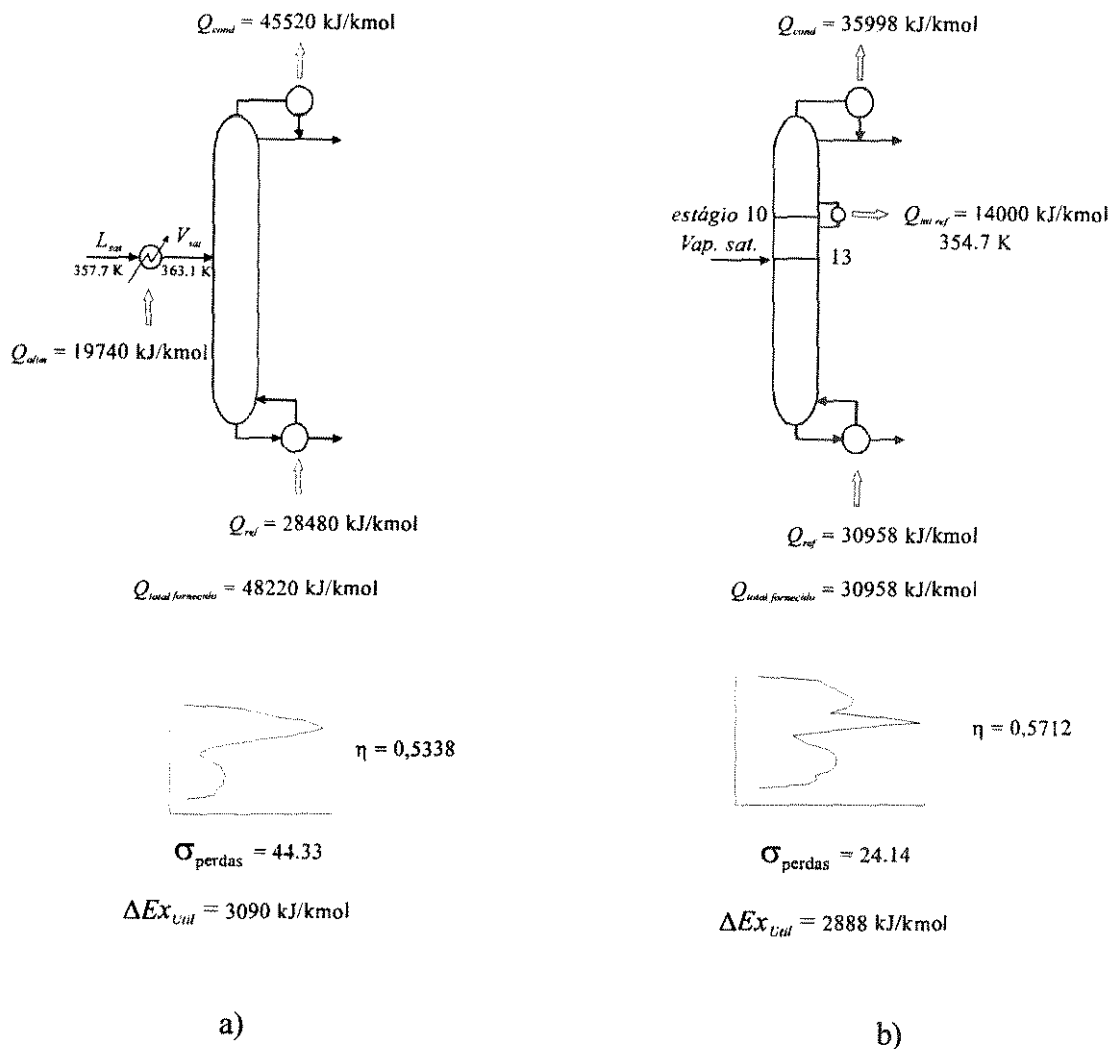 Q_cond = 45520 kJ/kmol
L_sat
V_sat
357.7 K
363.1 K
Q_alim = 19740 kJ/kmol
Q_ref = 28480 kJ/kmol
Q_total fornecido = 48220 kJ/kmol
η = 0,5338
σ_perdas = 44.33
ΔEx_Util = 3090 kJ/kmol
a)
Q_cond = 35998 kJ/kmol
estágio 10
Q_int ref = 14000 kJ/kmol
354.7 K
Vap. sat.
13
Q_ref = 30958 kJ/kmol
Q_total fornecido = 30958 kJ/kmol
η = 0,5712
σ_perdas = 24.14
ΔEx_Util = 2888 kJ/kmol
b)